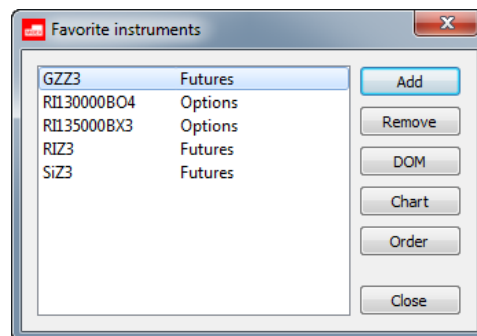 Favorite instruments
GZZ3 Futures
RI130000BO4 Options
RI135000BX3 Options
RIZ3 Futures
SiZ3 Futures
Add
Remove
DOM
Chart
Order
Close